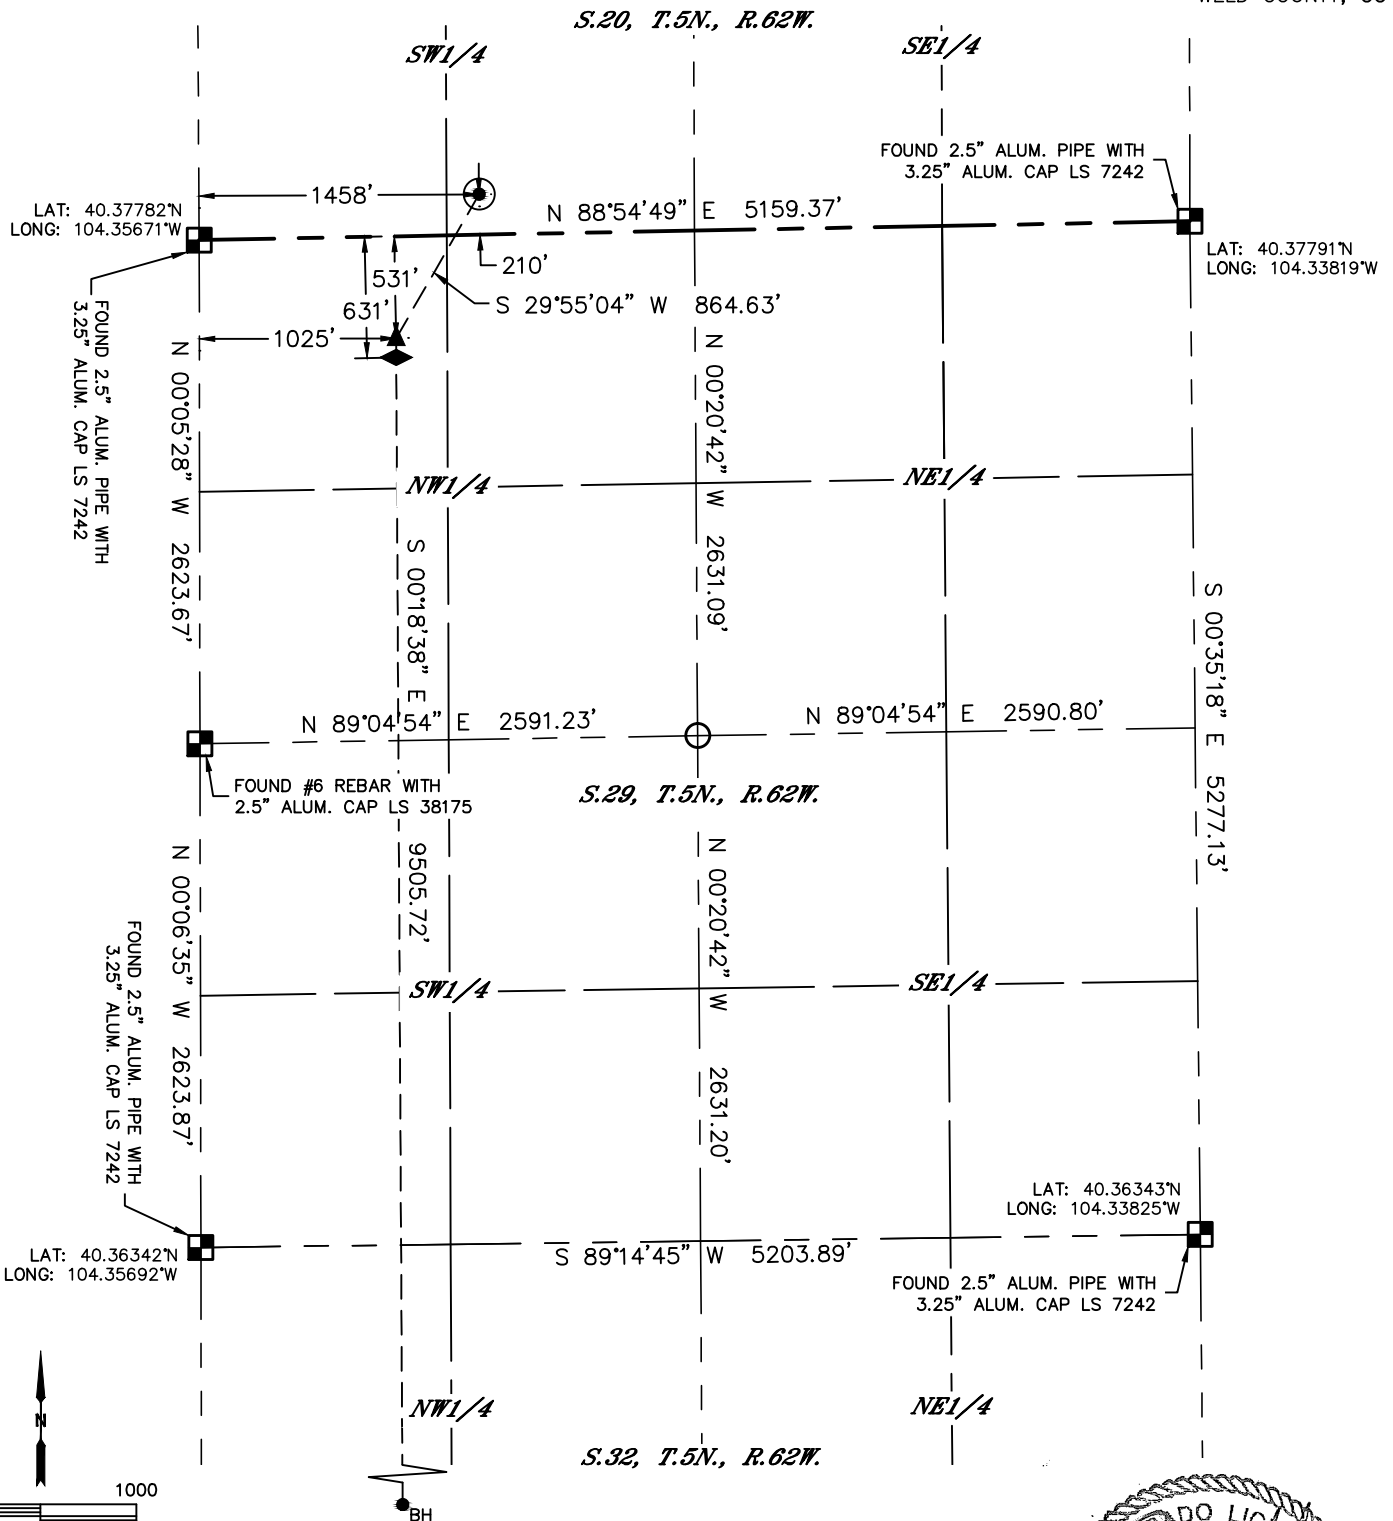 S.20, T.5N., R.62W.
SW1/4
SE1/4
FOUND 2.5" ALUM. PIPE WITH
3.25" ALUM. CAP LS 7242
1458'
LAT: 40.37782°N
LONG: 104.35671°W
N 88°54'49" E 5159.37'
LAT: 40.37791°N
LONG: 104.33819°W
210'
531'
631'
S 29°55'04" W 864.63'
1025'
FOUND 2.5" ALUM. PIPE WITH
3.25" ALUM. CAP LS 7242
N 00°05'28" W 2623.67'
N 00°20'42" W 2631.09'
NW1/4
NE1/4
S 00°18'38" E 9505.72'
S 00°35'18" E 5277.13'
N 89°04'54" E 2591.23'
N 89°04'54" E 2590.80'
FOUND #6 REBAR WITH
2.5" ALUM. CAP LS 38175
S.29, T.5N., R.62W.
N 00°06'35" W 2623.87'
N 00°20'42" W 2631.20'
FOUND 2.5" ALUM. PIPE WITH
3.25" ALUM. CAP LS 7242
SW1/4
SE1/4
LAT: 40.36343°N
LONG: 104.33825°W
LAT: 40.36342°N
LONG: 104.35692°W
S 89°14'45" W 5203.89'
FOUND 2.5" ALUM. PIPE WITH
3.25" ALUM. CAP LS 7242
NW1/4
NE1/4
S.32, T.5N., R.62W.
N
1000
BH